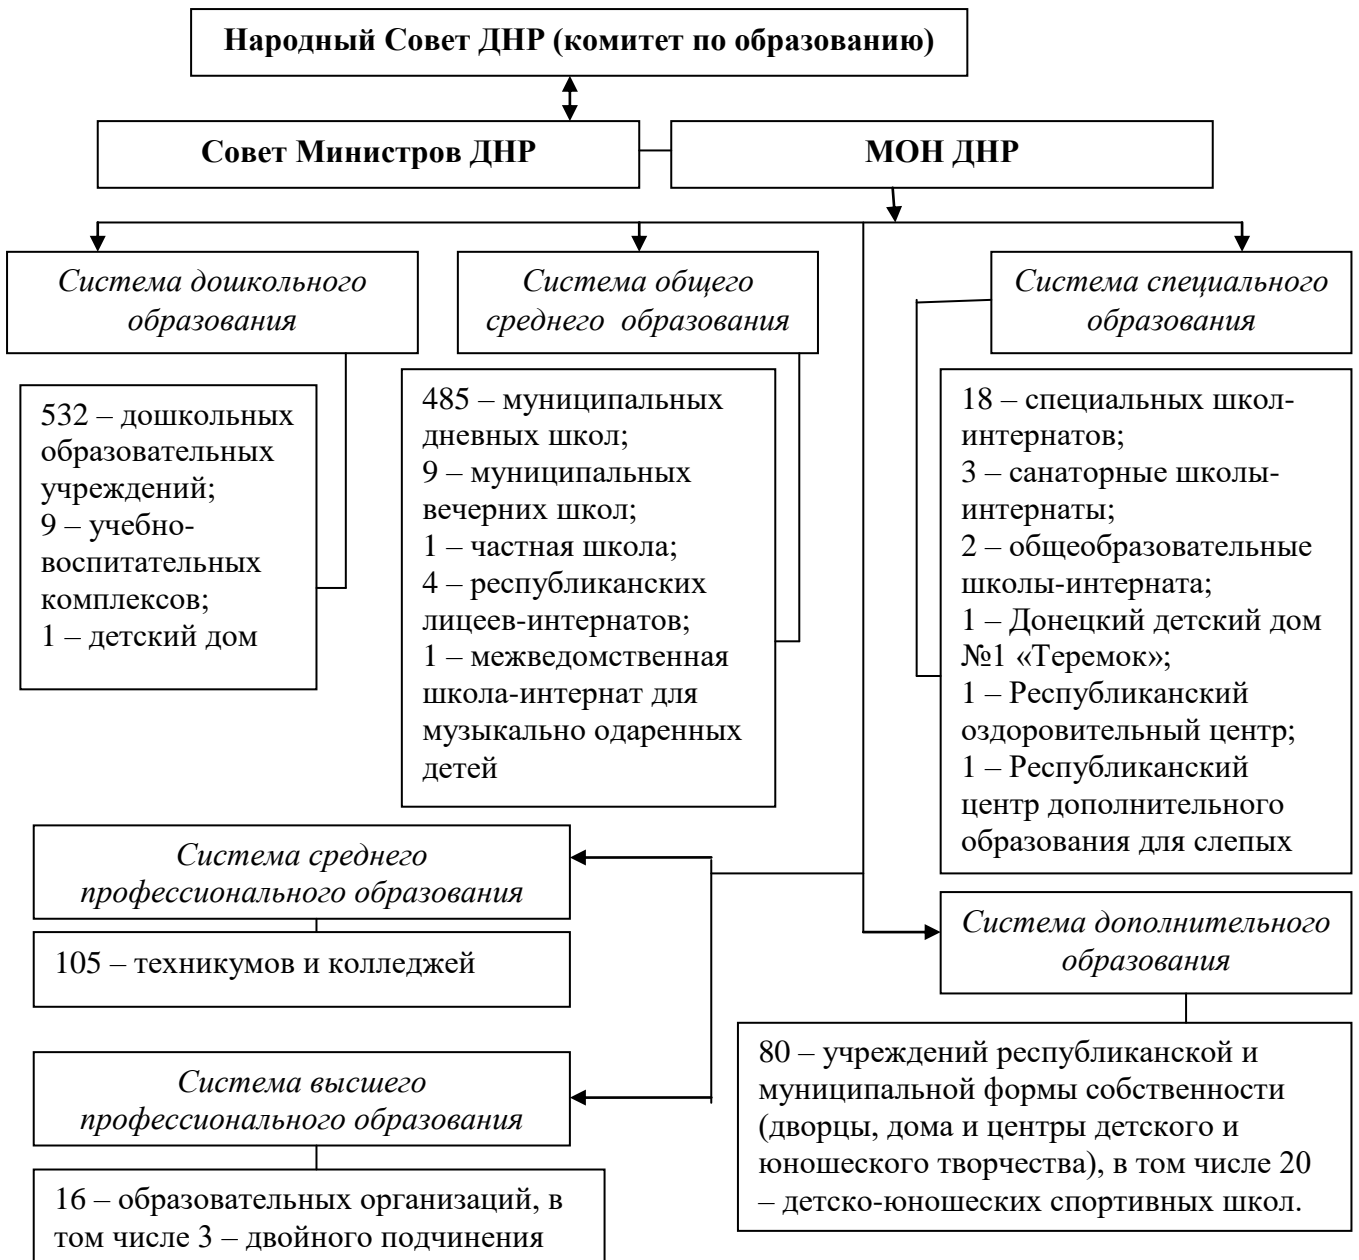 Народный Совет ДНР (комитет по образованию)
Совет Министров ДНР
МОН ДНР
Система дошкольного
образования
532 – дошкольных
образовательных
учреждений;
9 – учебно-
воспитательных
комплексов;
1 – детский дом
Система общего
среднего образования
485 – муниципальных
дневных школ;
9 – муниципальных
вечерних школ;
1 – частная школа;
4 – республиканских
лицеев-интернатов;
1 – межведомственная
школа-интернат для
музыкально одаренных
детей
Система специального
образования
18 – специальных школ-
интернатов;
3 – санаторные школы-
интернаты;
2 – общеобразовательные
школы-интерната;
1 – Донецкий детский дом
№1 «Теремок»;
1 – Республиканский
оздоровительный центр;
1 – Республиканский
центр дополнительного
образования для слепых
Система среднего
профессионального образования
105 – техникумов и колледжей
Система дополнительного
образования
80 – учреждений республиканской и
муниципальной формы собственности
(дворцы, дома и центры детского и
юношеского творчества), в том числе 20
– детско-юношеских спортивных школ.
Система высшего
профессионального образования
16 – образовательных организаций, в
том числе 3 – двойного подчинения